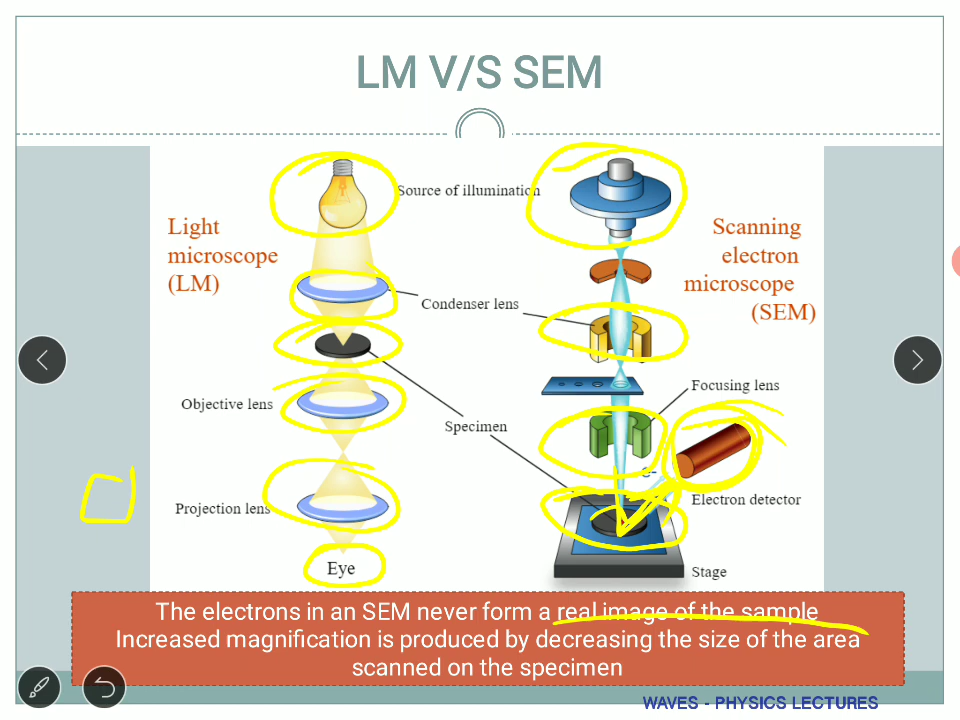 LM V/S SEM
Source of illumination
Light
microscope
(LM)
Scanning
electron
microscope
(SEM)
Condenser lens
Focusing lens
Objective lens
Specimen
e-
Electron detector
Projection lens
Eye
Stage
The electrons in an SEM never form a real image of the sample
Increased magnification is produced by decreasing the size of the area
scanned on the specimen
WAVES - PHYSICS LECTURES